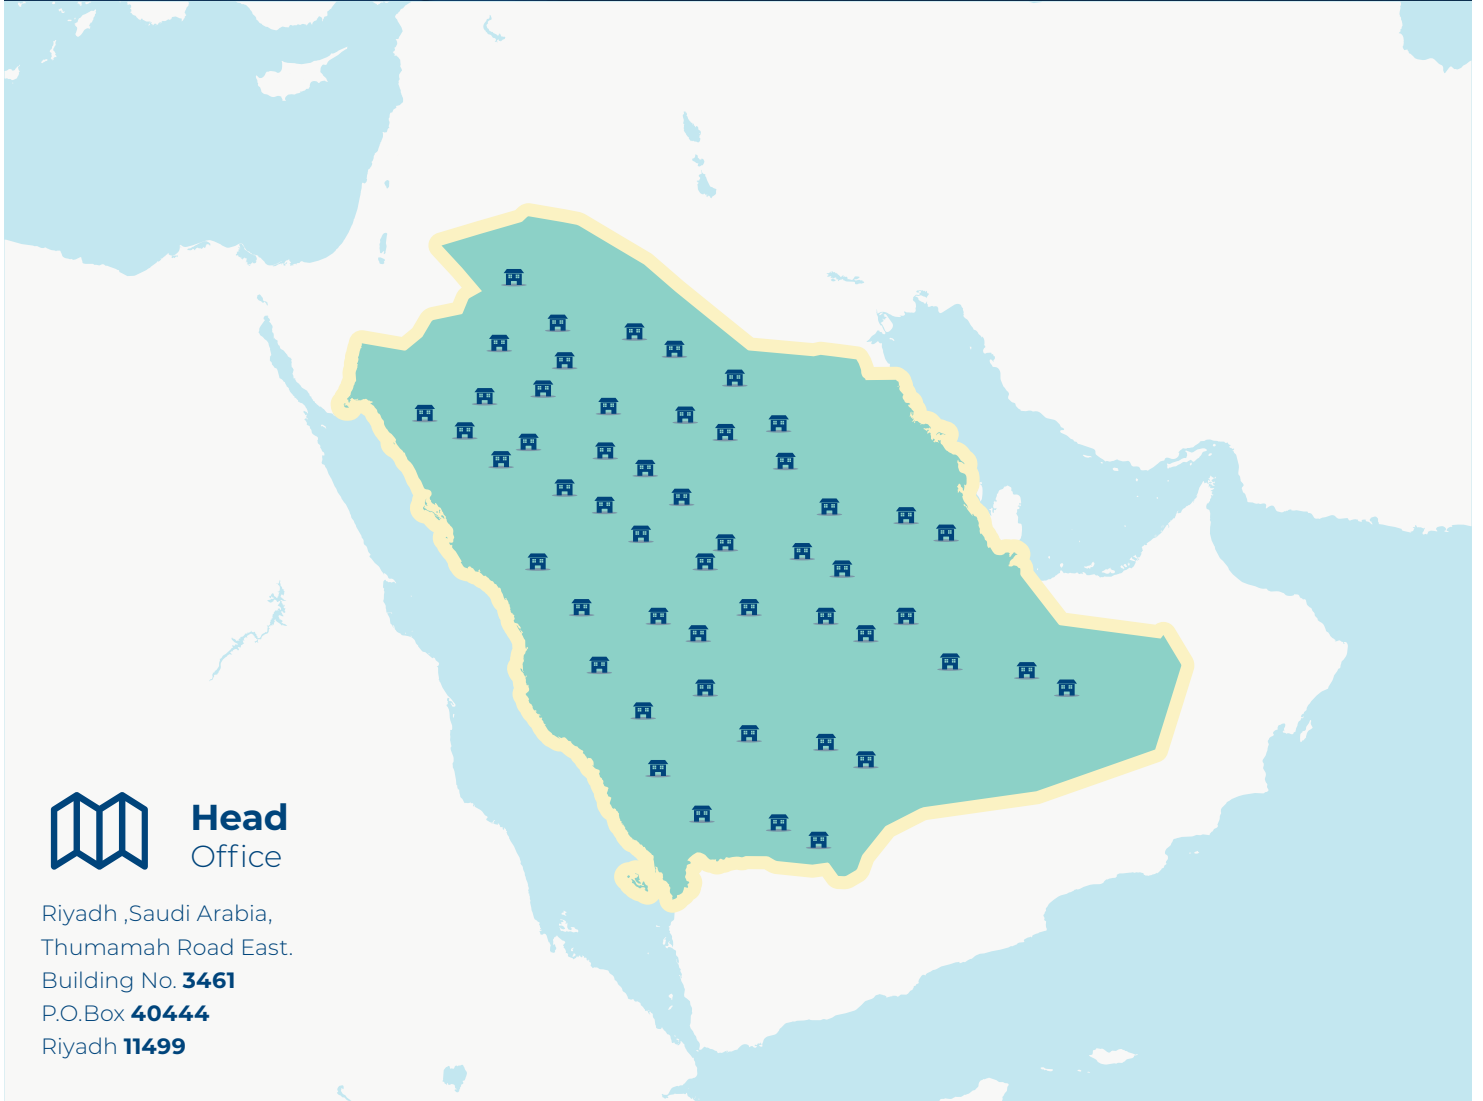 Head
Office
Riyadh ,Saudi Arabia,
Thumamah Road East.
Building No. 3461
P.O.Box 40444
Riyadh 11499